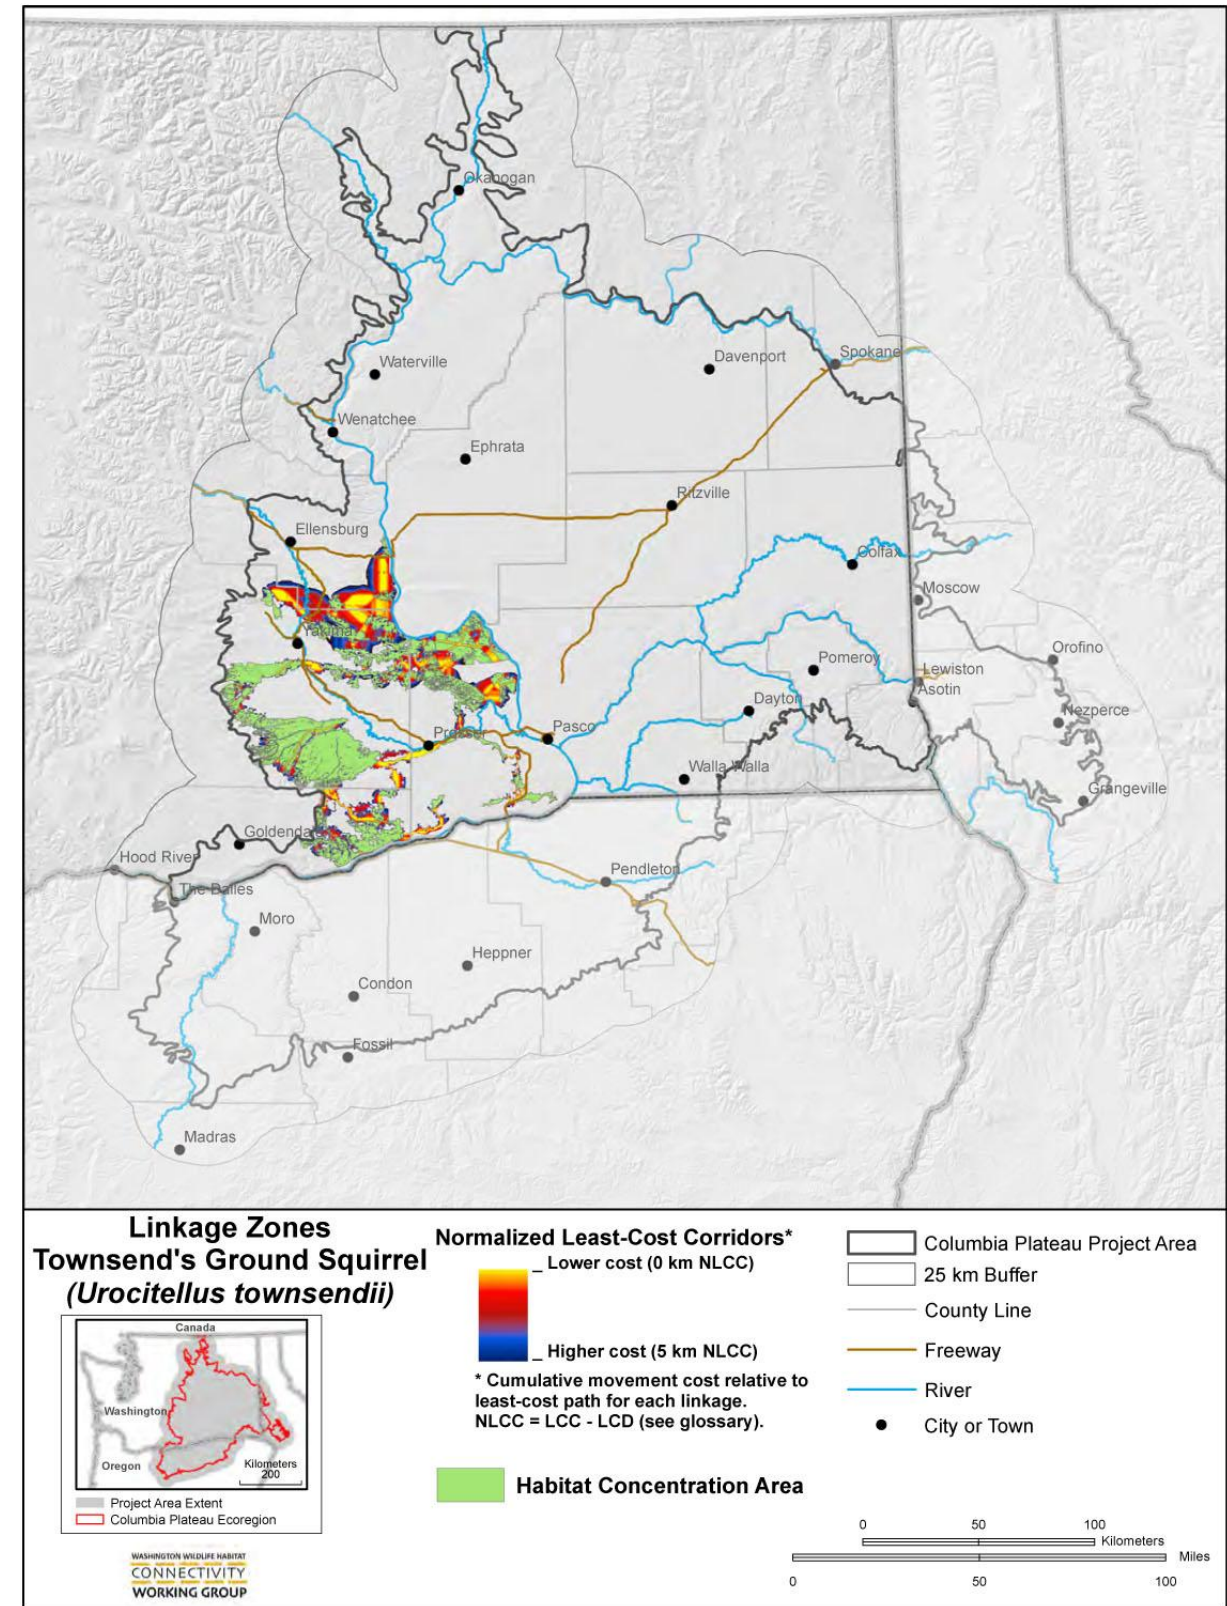 Okanogan
Waterville
Davenport
Spokane
Wenatchee
Ephrata
Ritzville
Ellensburg
Colfax
Moscow
Yakima
Orofino
Pomeroy
Lewiston
Asotin
Dayton
Nezperce
Prosser
Pasco
Walla Walla
Grangeville
Goldendale
Hood River
Pendleton
The Dalles
Moro
Heppner
Condon
Fossil
Madras
Linkage Zones
Townsend's Ground Squirrel
(Urocitellus townsendii)
Canada
Washington
Oregon
Kilometers
200
Project Area Extent
Columbia Plateau Ecoregion
WASHINGTON WILDLIFE HABITAT
CONNECTIVITY
WORKING GROUP
Normalized Least-Cost Corridors*
_ Lower cost (0 km NLCC)
_ Higher cost (5 km NLCC)
* Cumulative movement cost relative to
least-cost path for each linkage.
NLCC = LCC - LCD (see glossary).
Habitat Concentration Area
Columbia Plateau Project Area
25 km Buffer
County Line
Freeway
River
City or Town
0 50 100
Kilometers
Miles
0 50 100